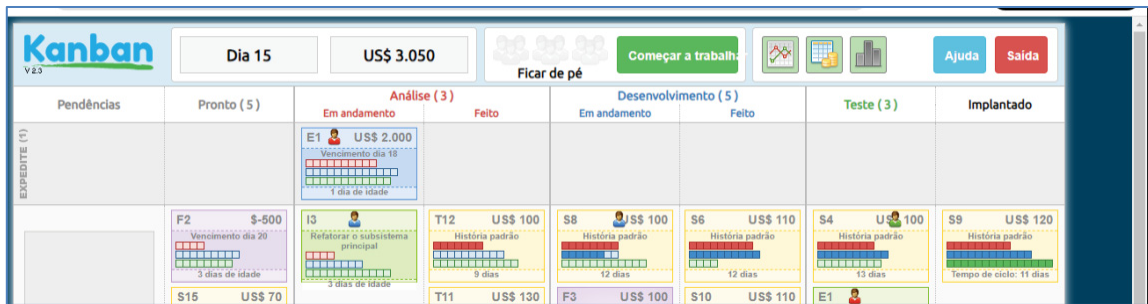 Kanban
V 2.0
Dia 15
US$ 3.050
Ficar de pé
Começar a trabalhar
Ajuda
Saída
Pendências
Pronto ( 5 )
Análise ( 3 )
Em andamento
Feito
Desenvolvimento ( 5 )
Em andamento
Feito
Teste ( 3 )
Implantado
EXPEDITE (1)
E1 US$ 2.000
Vencimento dia 18
1 dia de idade
F2 $-500
Vencimento dia 20
3 dias de idade
I3
Refatorar o subsistema
principal
3 dias de idade
T12 US$ 100
História padrão
9 dias
S8 US$ 100
História padrão
12 dias
S6 US$ 110
História padrão
12 dias
S4 US$ 100
História padrão
13 dias
S9 US$ 120
História padrão
Tempo de ciclo: 11 dias
S15 US$ 70
T11 US$ 130
F3 US$ 100
S10 US$ 110
E1